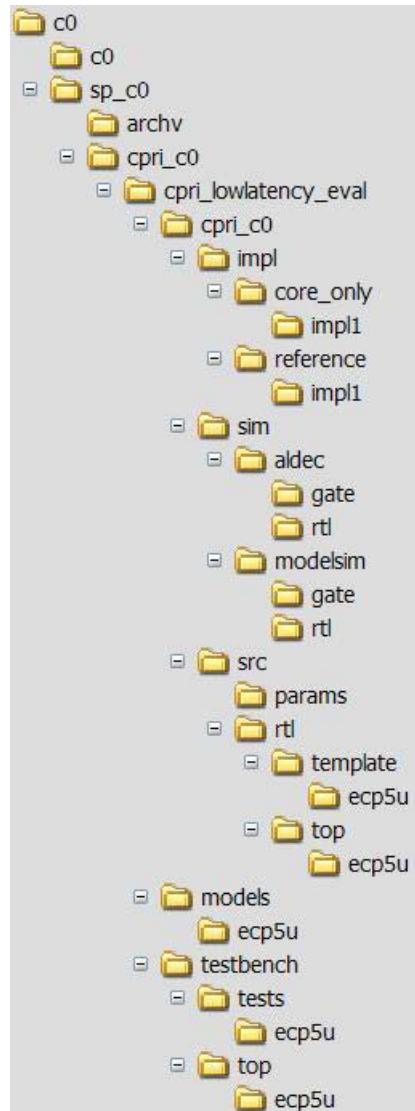 c0
c0
sp_c0
archv
cpri_c0
cpri_lowlatency_eval
cpri_c0
impl
core_only
impl1
reference
impl1
sim
aldec
gate
rtl
modelsim
gate
rtl
src
params
rtl
template
ecp5u
top
ecp5u
models
ecp5u
testbench
tests
ecp5u
top
ecp5u